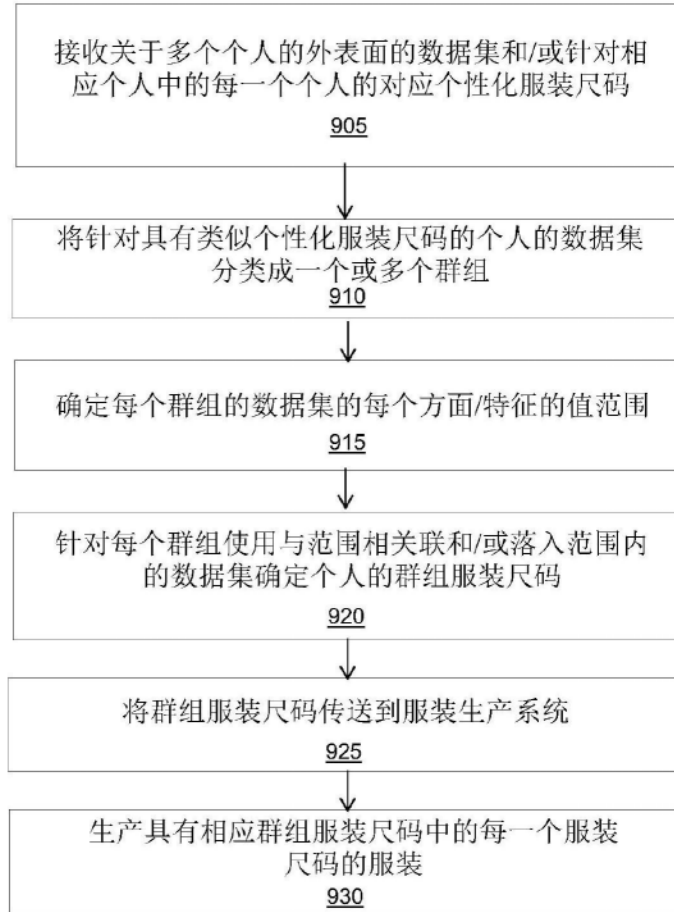 接收关于多个个人的外表面的数据集和/或针对相
应个人中的每一个个人的对应个性化服装尺码
905
将针对具有类似个性化服装尺码的个人的数据集
分类成一个或多个群组
910
确定每个群组的数据集的每个方面/特征的值范围
915
针对每个群组使用与范围相关联和/或落入范围内
的数据集确定个人的群组服装尺码
920
将群组服装尺码传送到服装生产系统
925
生产具有相应群组服装尺码中的每一个服装
尺码的服装
930